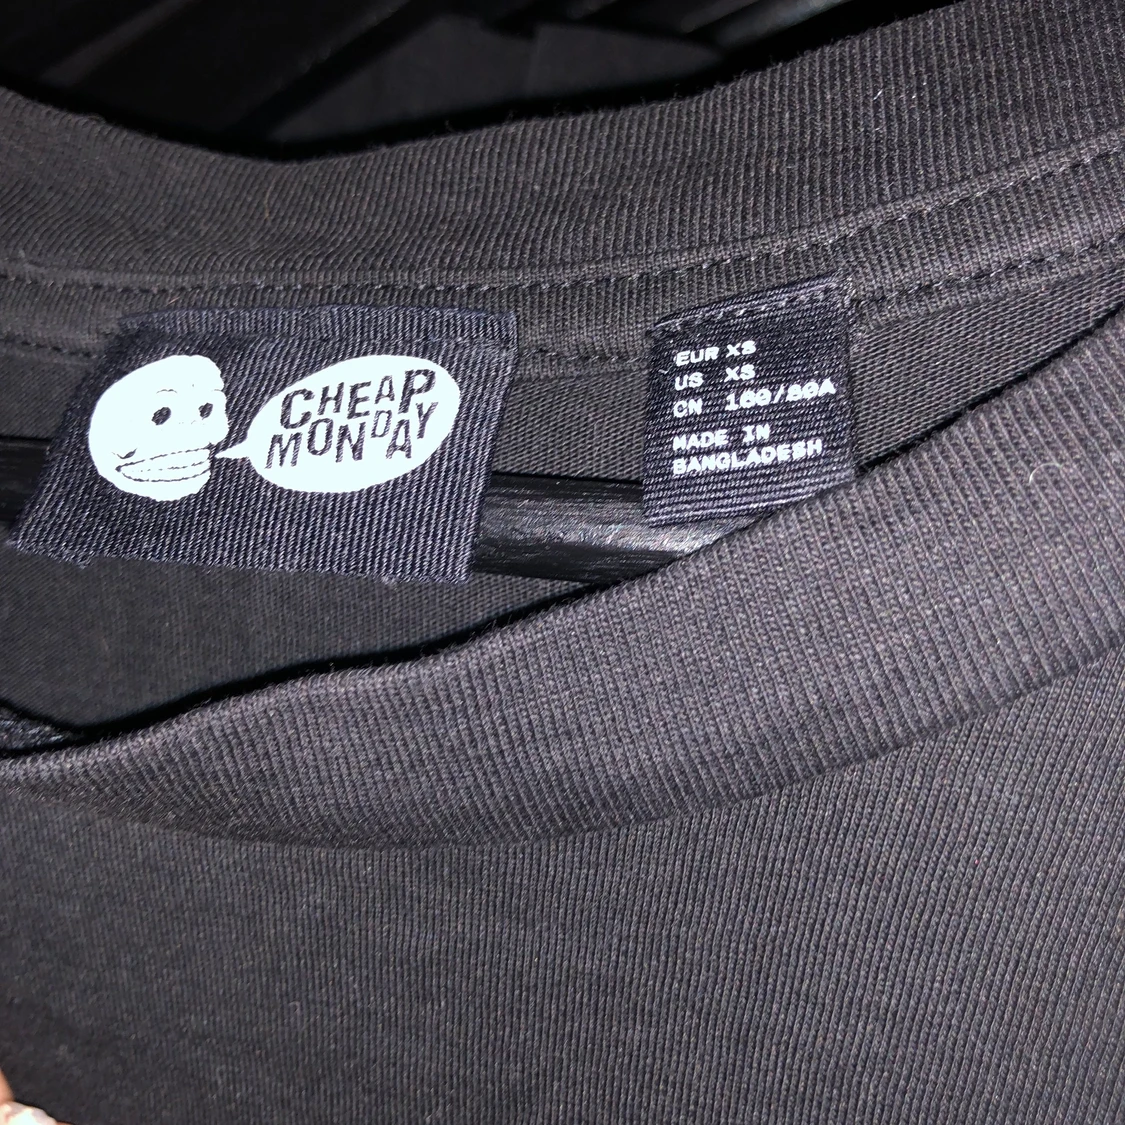 CHEAP
MONDAY
EUR XS
US XS
CN 160/80A
MADE IN
BANGLADESH